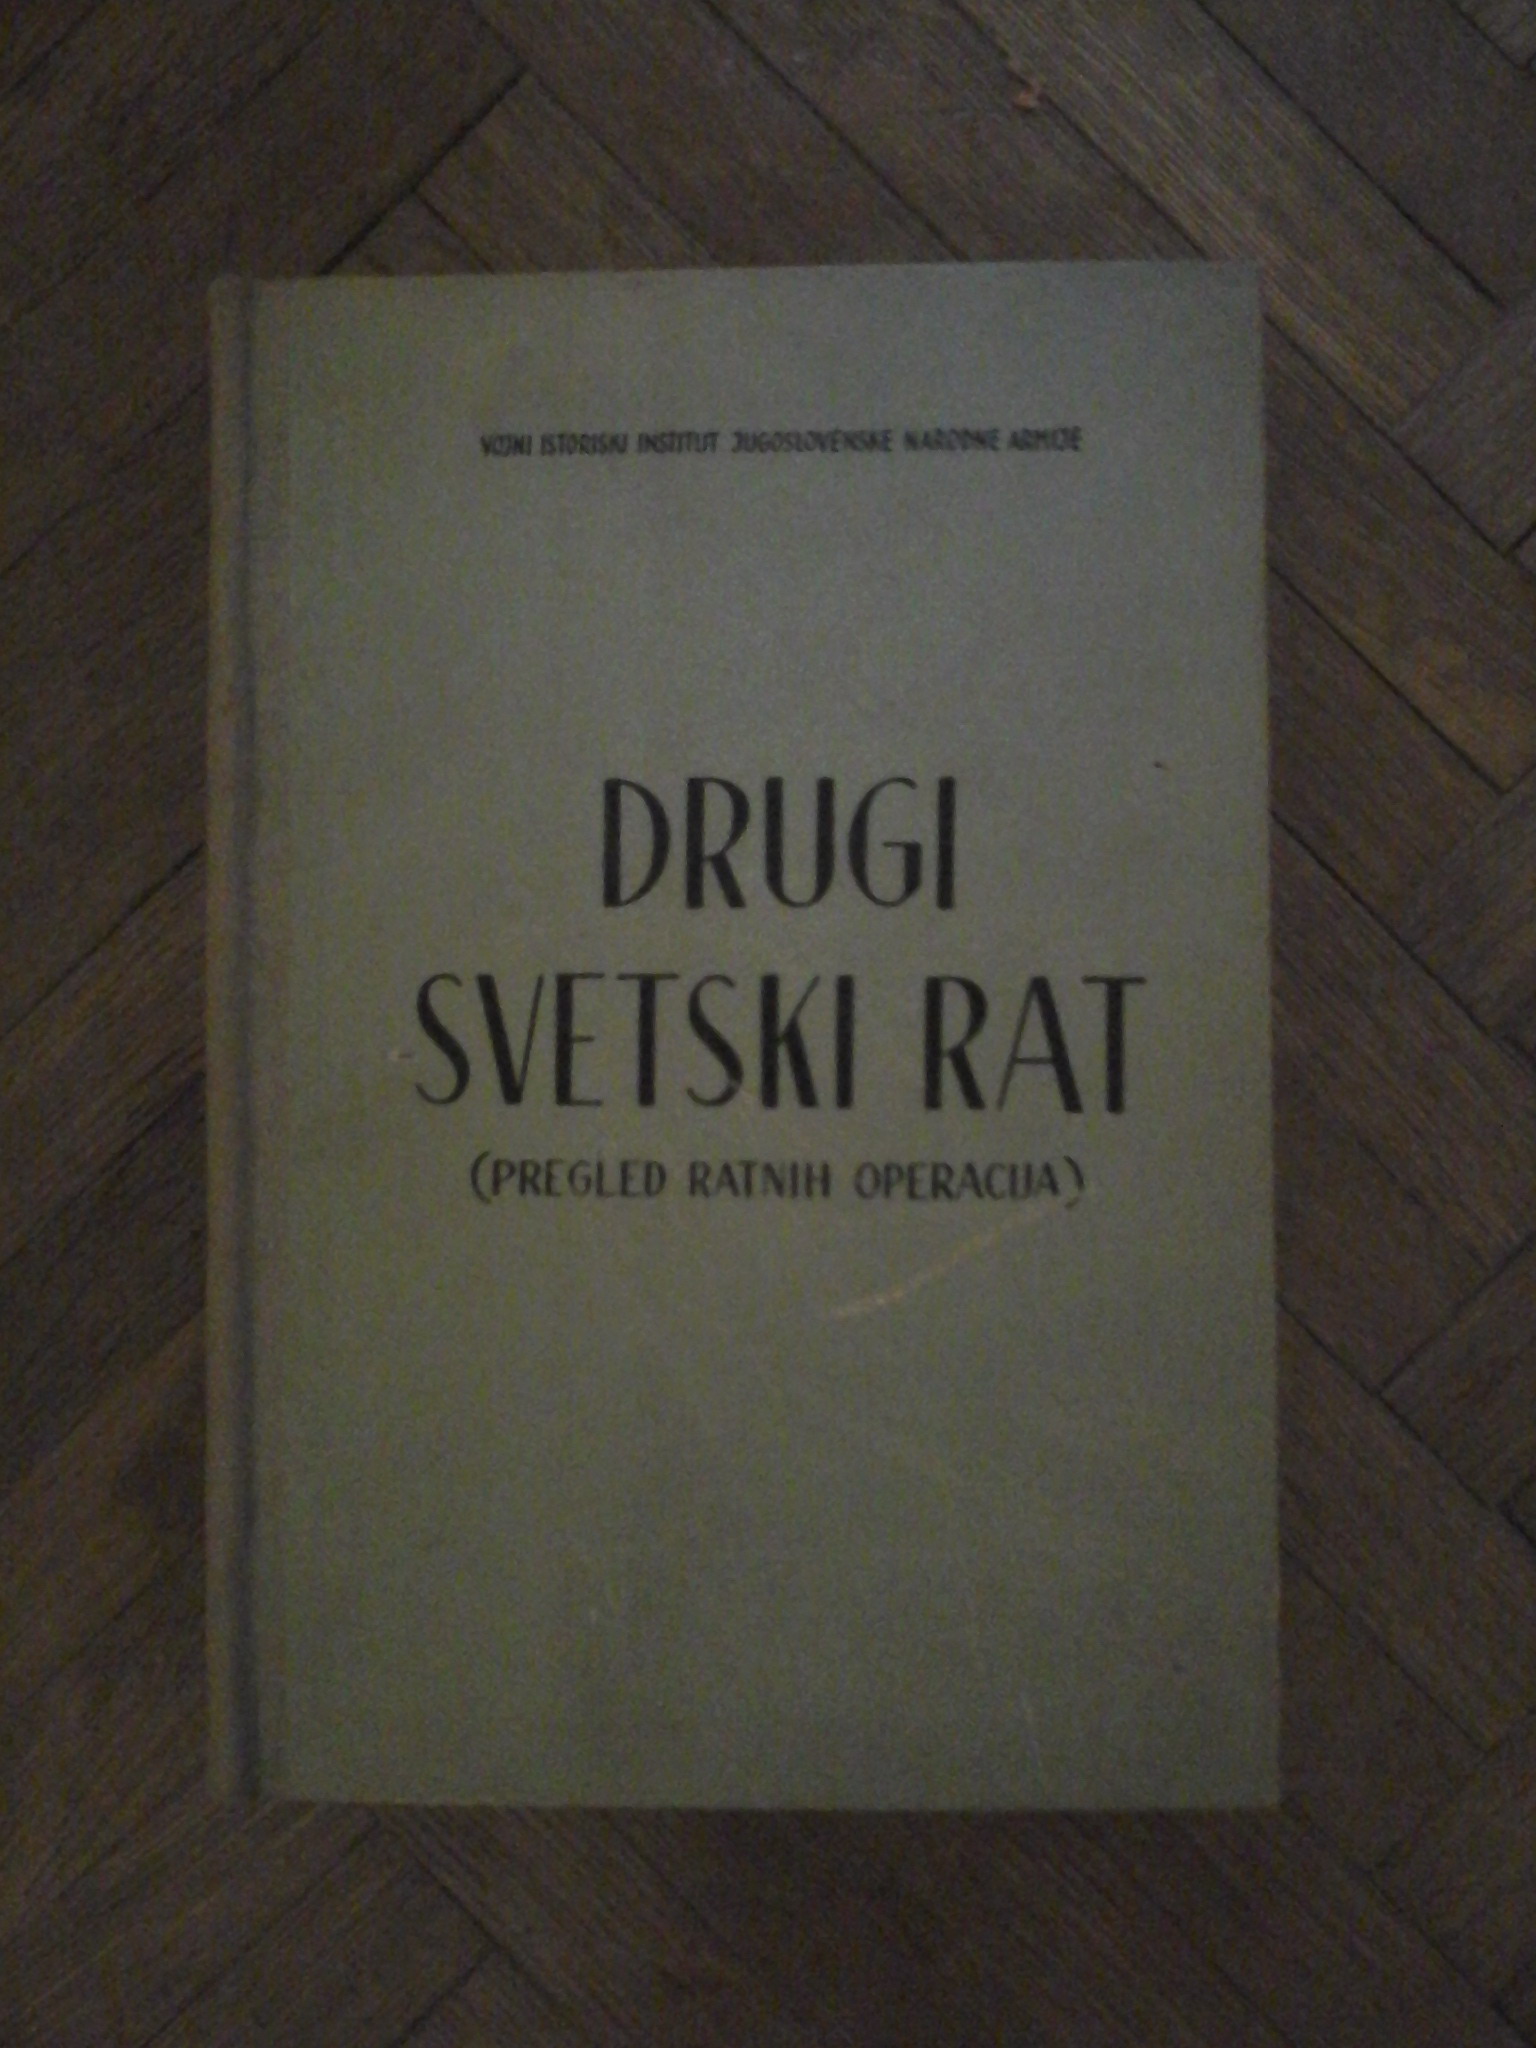 VOJNI ISTORISKI INSTITUT JUGOSLOVENSKE NARODNE ARMIJE
DRUGI
SVETSKI RAT
(PREGLED RATNIH OPERACIJA)